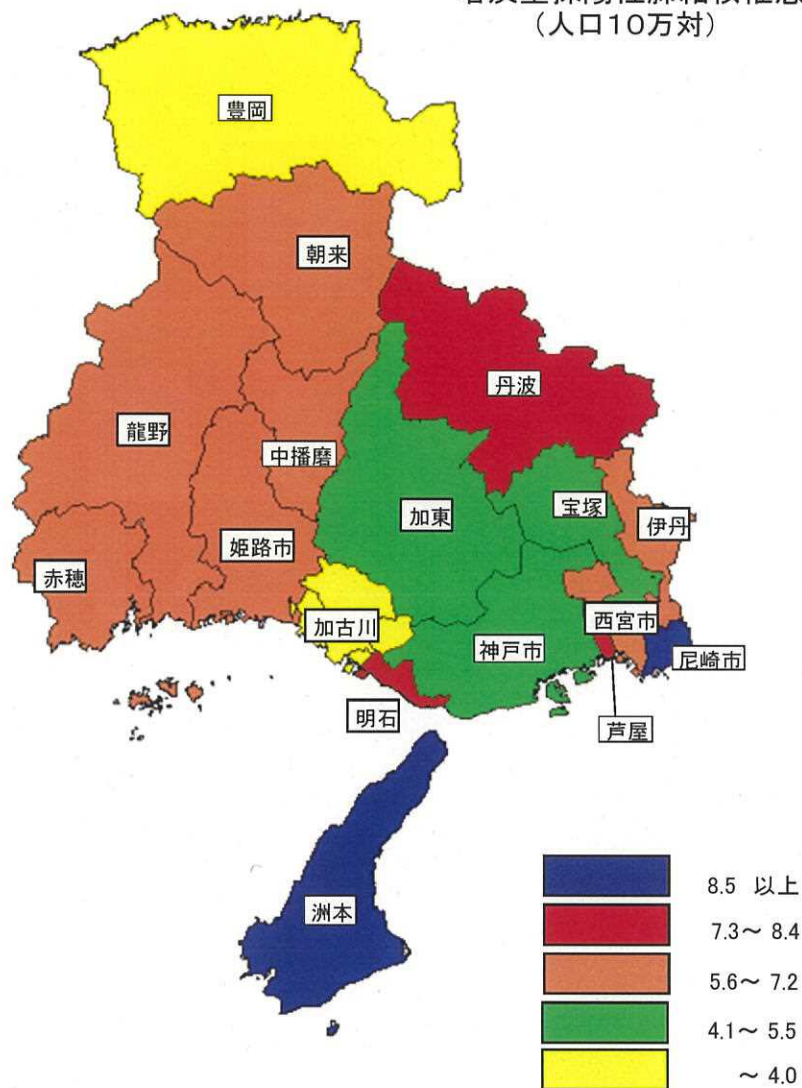 (人口10万対)
豊岡
朝来
丹波
龍野
中播磨
加東
宝塚
伊丹
姫路市
赤穂
加古川
西宮市
神戸市
尼崎市
明石
芦屋
洲本
8.5 以上
7.3～ 8.4
5.6～ 7.2
4.1～ 5.5
～ 4.0